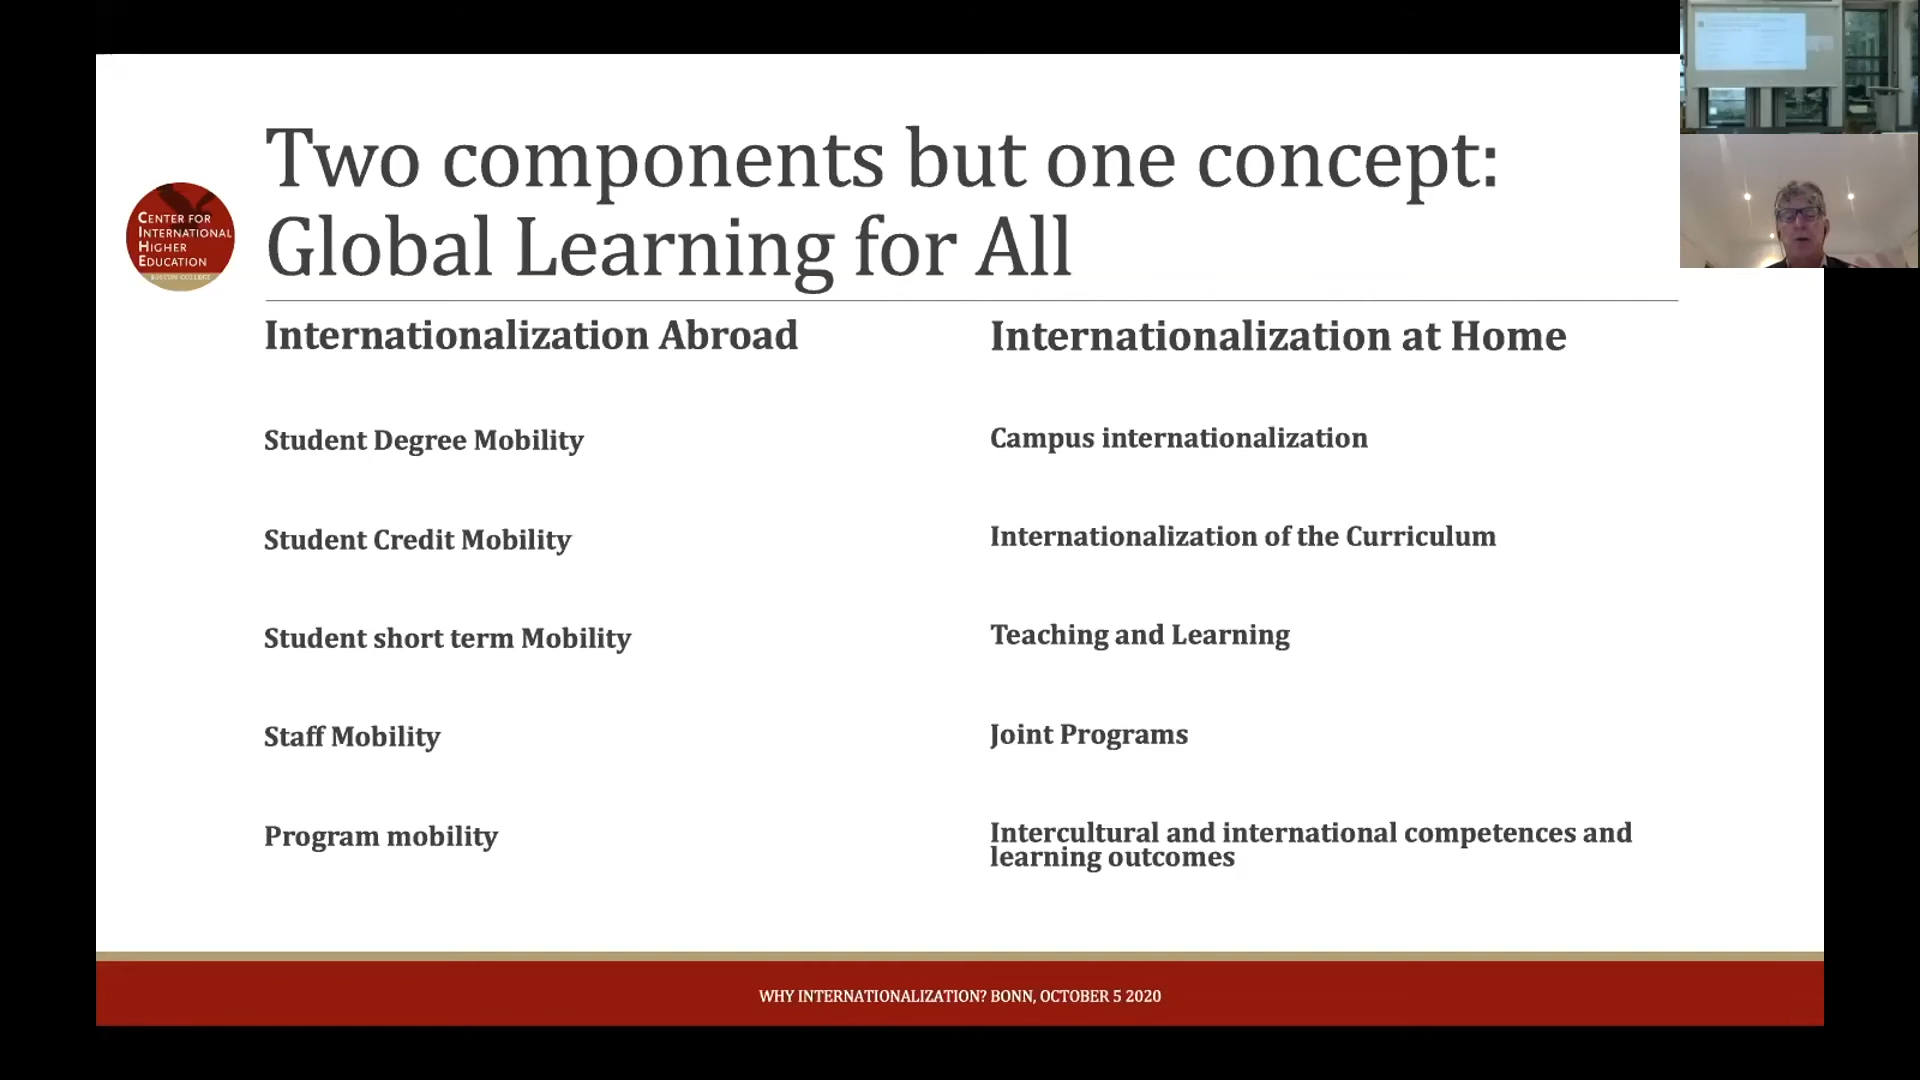 Two components but one concept:
Global Learning for All
CENTER FOR
INTERNATIONAL
HIGHER
EDUCATION
BOSTON COLLEGE
Internationalization Abroad
Student Degree Mobility
Student Credit Mobility
Student short term Mobility
Staff Mobility
Program mobility
Internationalization at Home
Campus internationalization
Internationalization of the Curriculum
Teaching and Learning
Joint Programs
Intercultural and international competences and
learning outcomes
WHY INTERNATIONALIZATION? BONN, OCTOBER 5 2020